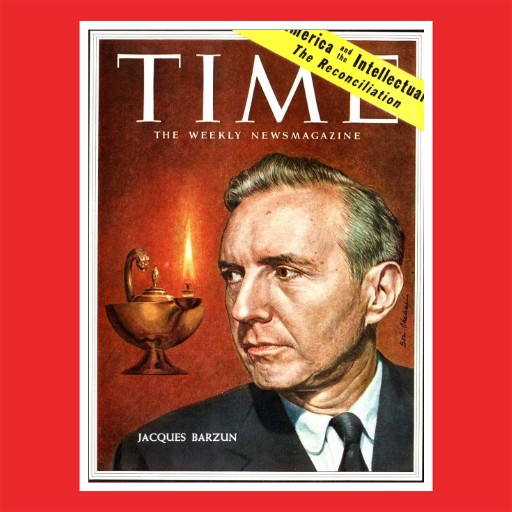 America and the Intellectual
The Reconciliation
TIME
THE WEEKLY NEWSMAGAZINE
JACQUES BARZUN